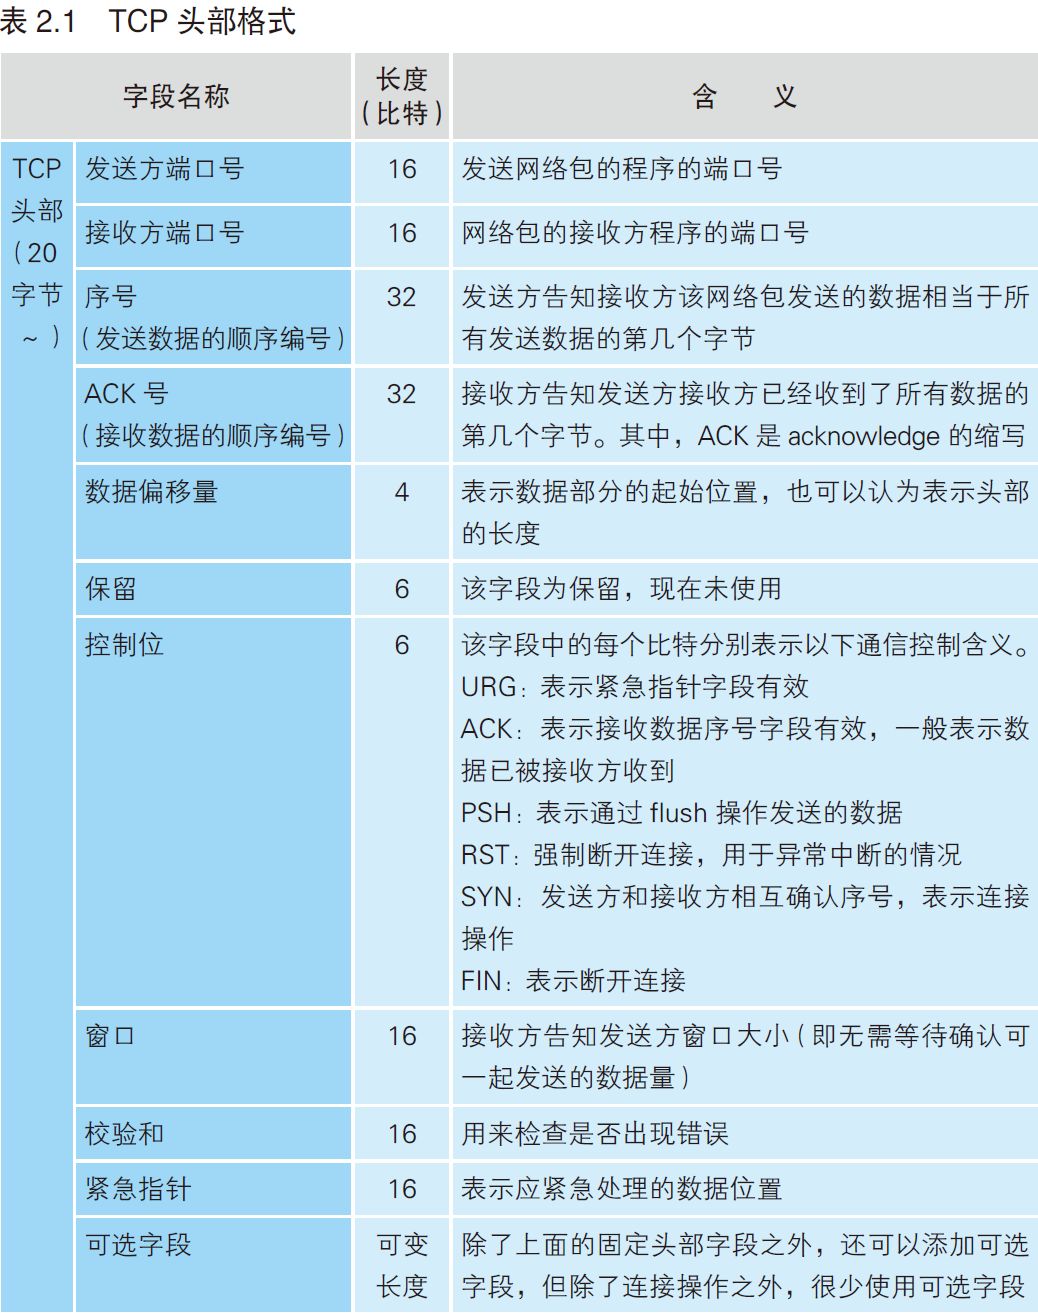 表 2.1 TCP 头部格式
字段名称
长度
（比特）
含 义
TCP
头部
（20
字节
~）
发送方端口号
16
发送网络包的程序的端口号
接收方端口号
16
网络包的接收方程序的端口号
序号
（发送数据的顺序编号）
32
发送方告知接收方该网络包发送的数据相当于所
有发送数据的第几个字节
ACK 号
（接收数据的顺序编号）
32
接收方告知发送方接收方已经收到了所有数据的
第几个字节。其中，ACK 是 acknowledge 的缩写
数据偏移量
4
表示数据部分的起始位置，也可以认为表示头部
的长度
保留
6
该字段为保留，现在未使用
控制位
6
该字段中的每个比特分别表示以下通信控制含义。
URG：表示紧急指针字段有效
ACK：表示接收数据序号字段有效，一般表示数
据已被接收方收到
PSH：表示通过 flush 操作发送的数据
RST：强制断开连接，用于异常中断的情况
SYN：发送方和接收方相互确认序号，表示连接
操作
FIN：表示断开连接
窗口
16
接收方告知发送方窗口大小（即无需等待确认可
一起发送的数据量）
校验和
16
用来检查是否出现错误
紧急指针
16
表示应紧急处理的数据位置
可选字段
可变
长度
除了上面的固定头部字段之外，还可以添加可选
字段，但除了连接操作之外，很少使用可选字段